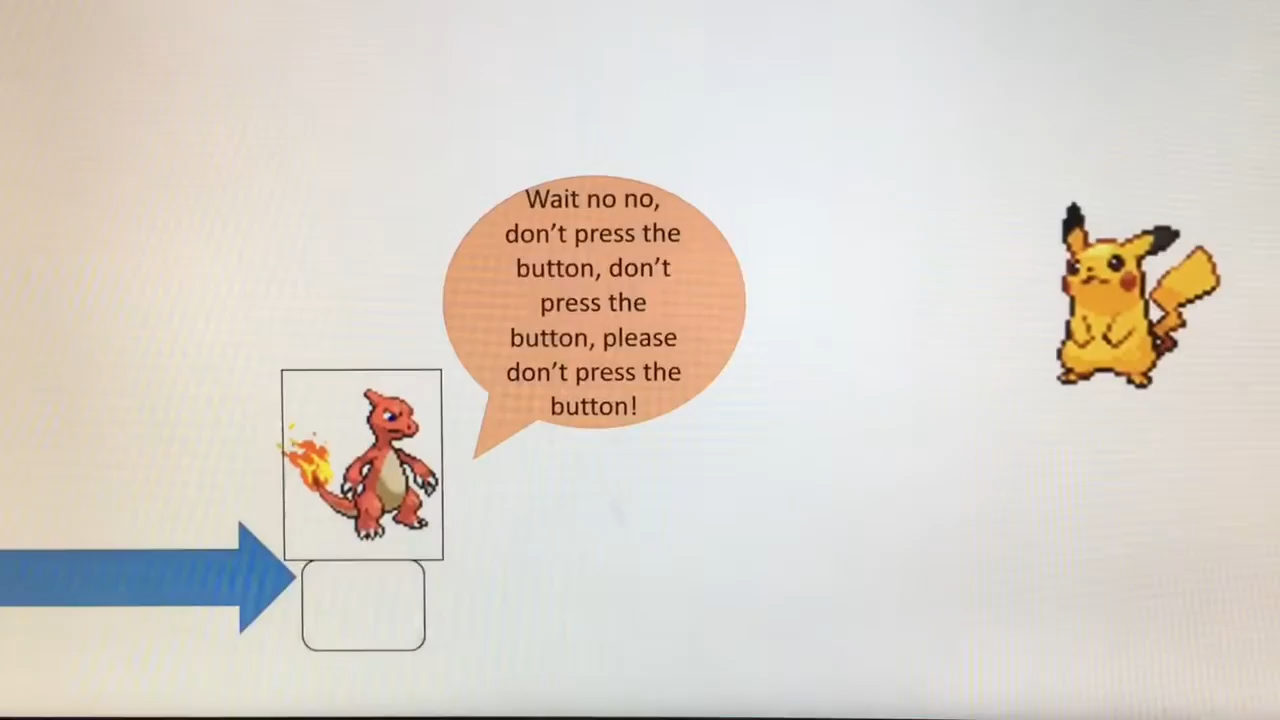 Wait no no,
don't press the
button, don't
press the
button, please
don't press the
button!